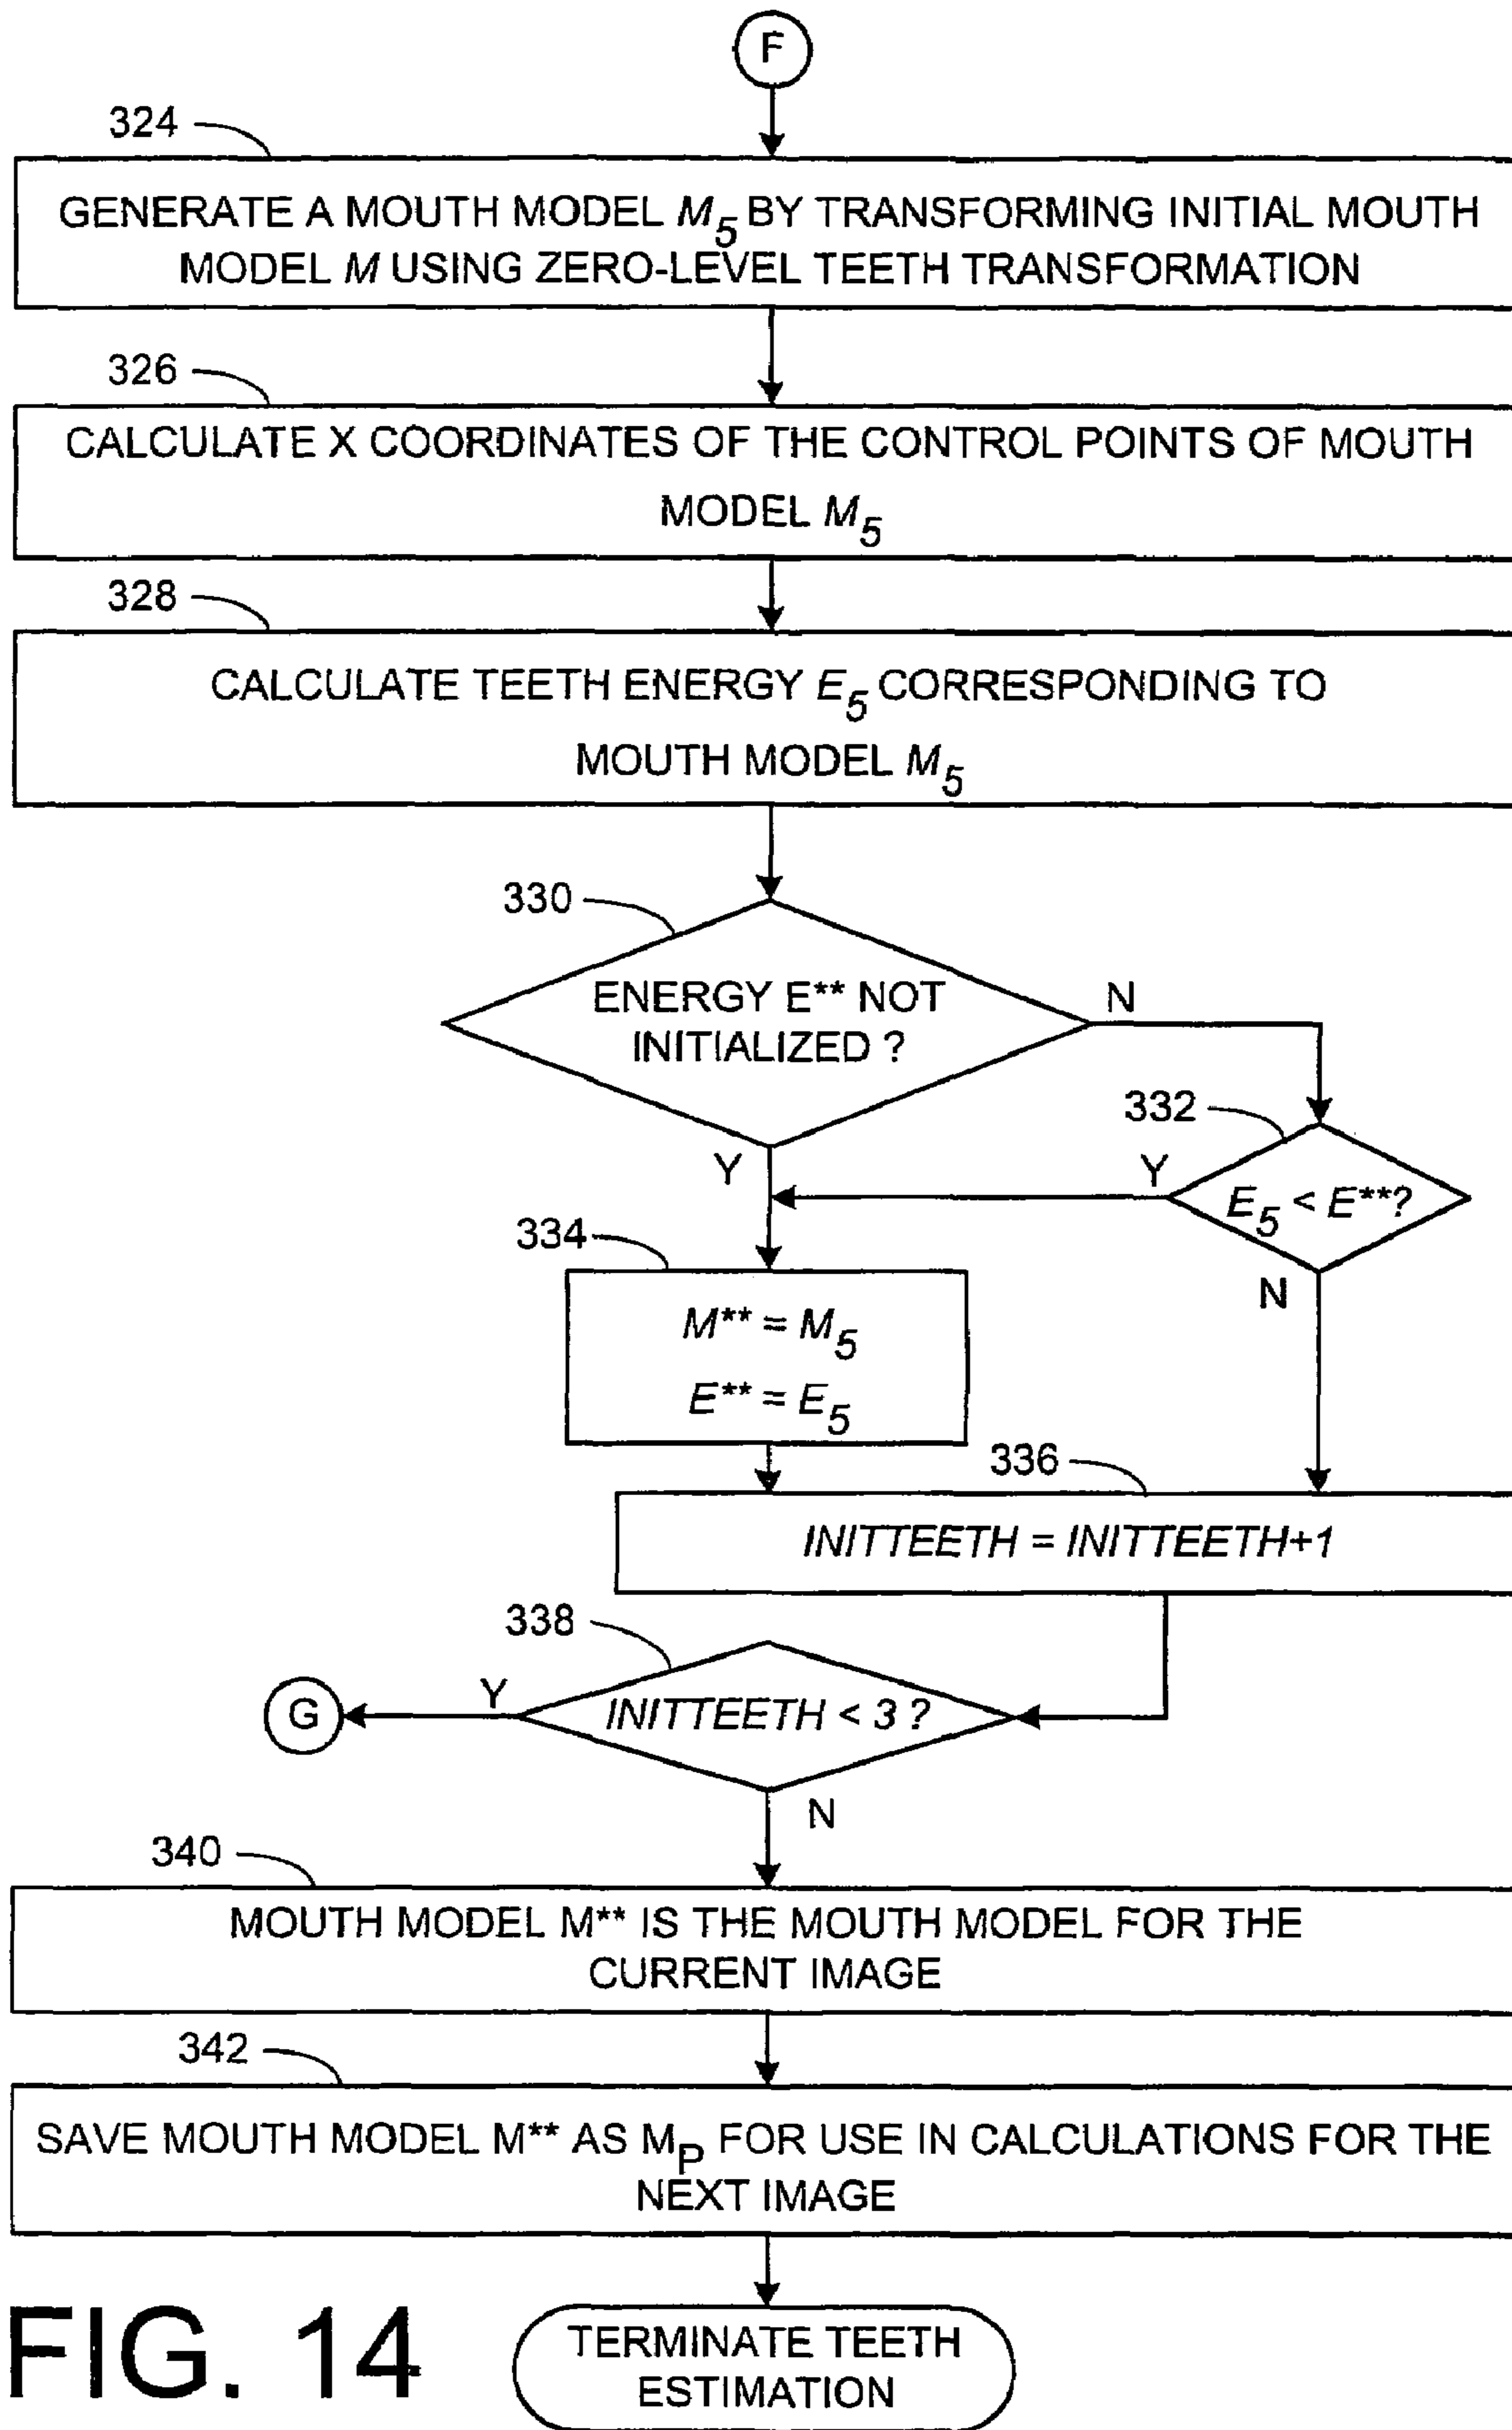 F
324
GENERATE A MOUTH MODEL M5 BY TRANSFORMING INITIAL MOUTH
MODEL M USING ZERO-LEVEL TEETH TRANSFORMATION
326
CALCULATE X COORDINATES OF THE CONTROL POINTS OF MOUTH
MODEL M5
328
CALCULATE TEETH ENERGY E5 CORRESPONDING TO
MOUTH MODEL M5
330
ENERGY E** NOT
INITIALIZED ?
N
332
Y
Y
E5 < E**?
334
N
M** = M5
E** = E5
336
INITTEETH = INITTEETH+1
338
G
Y
INITTEETH < 3 ?
N
340
MOUTH MODEL M** IS THE MOUTH MODEL FOR THE
CURRENT IMAGE
342
SAVE MOUTH MODEL M** AS MP FOR USE IN CALCULATIONS FOR THE
NEXT IMAGE
TERMINATE TEETH
ESTIMATION
FIG. 14